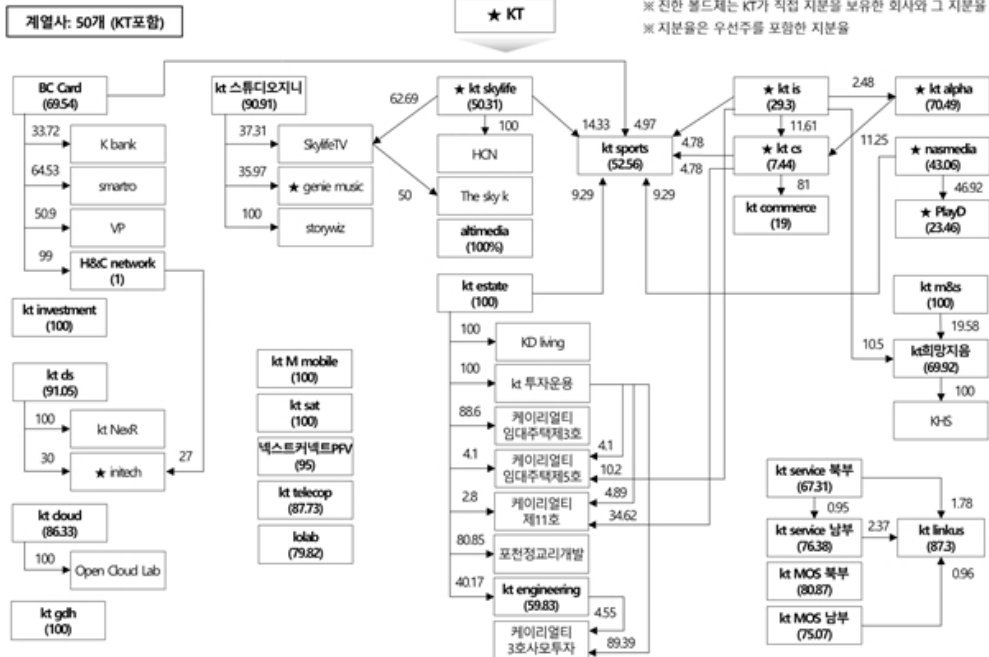 계열사: 50개 (KT포함)
★ KT
※ 진한 볼드체는 KT가 직접 지분을 보유한 회사와 그 지분율
※ 지분율은 우선주를 포함한 지분율
BC Card
(69.54)
33.72
K bank
64.53
smartro
50.9
VP
99
H&C network
(1)
kt investment
(100)
kt ds
(91.05)
100
kt NexR
30
★ initech
27
kt cloud
(86.33)
100
Open Cloud Lab
kt gdh
(100)
kt 스튜디오지니
(90.91)
37.31
SkylifeTV
35.97
★ genie music
100
storywiz
62.69
★ kt skylife
(50.31)
100
HCN
50
The sky k
altimedia
(100%)
14.33
4.97
kt sports
(52.56)
4.78
4.78
9.29
9.29
★ kt is
(29.3)
2.48
★ kt alpha
(70.49)
11.61
★ kt cs
(7.44)
11.25
81
kt commerce
(19)
★ nasmedia
(43.06)
46.92
★ PlayD
(23.46)
kt estate
(100)
100
KD living
100
kt 투자운용
88.6
케이리얼티
임대주택제3호
4.1
케이리얼티
임대주택제5호
4.1
10.2
2.8
케이리얼티
제11호
4.89
34.62
80.85
포천정교리개발
40.17
kt engineering
(59.83)
4.55
케이리얼티
3호사모투자
89.39
kt M mobile
(100)
kt sat
(100)
넥스트커넥트PFV
(95)
kt telecop
(87.73)
lolab
(79.82)
kt m&s
(100)
19.58
10.5
kt희망지음
(69.92)
100
KHS
kt service 북부
(67.31)
0.95
1.78
kt service 남부
(76.38)
2.37
kt linkus
(87.3)
kt MOS 북부
(80.87)
0.96
kt MOS 남부
(75.07)